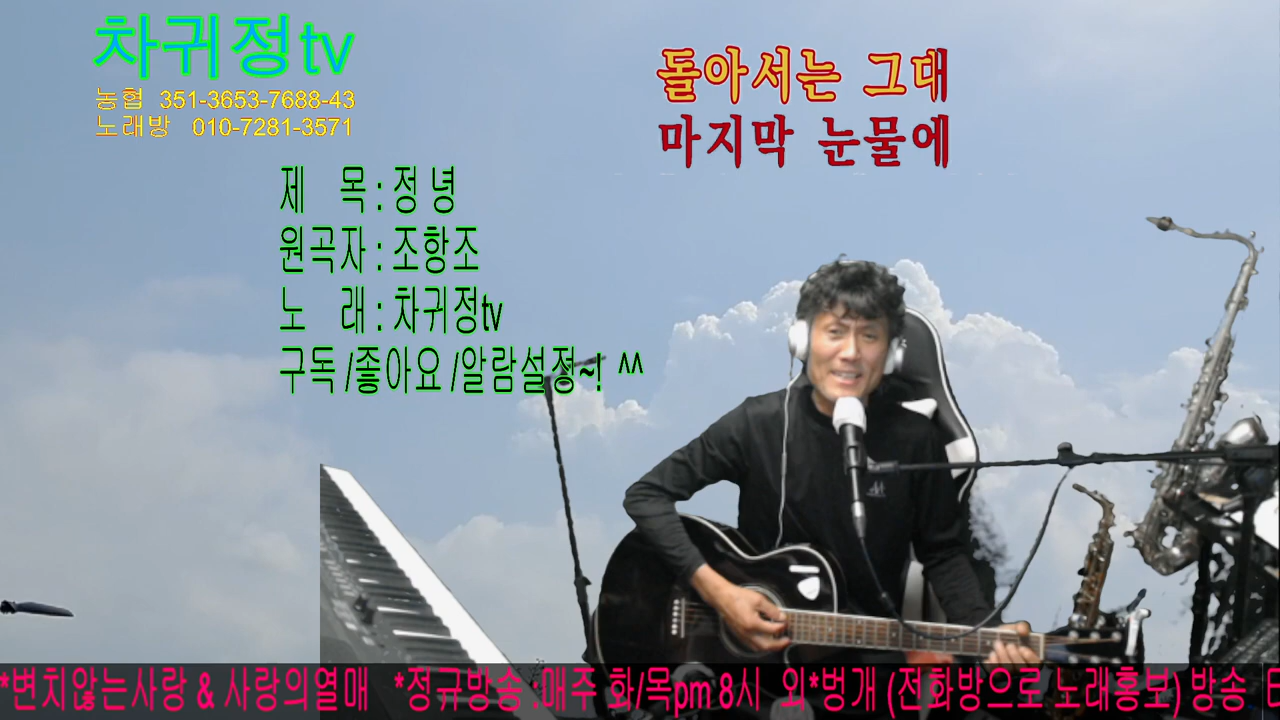 차귀정tv
농협 351-3653-7688-43
노래방 010-7281-3571
돌아서는 그대
마지막 눈물에
제 목 : 정 녕
원곡자 : 조항조
노 래 : 차귀정tv
구독 /좋아요 /알람설정~! ^^
*변치않는사랑 & 사랑의열매 *정규방송 :매주 화/목pm 8시 외*벙개 (전화방으로 노래홍보) 방송